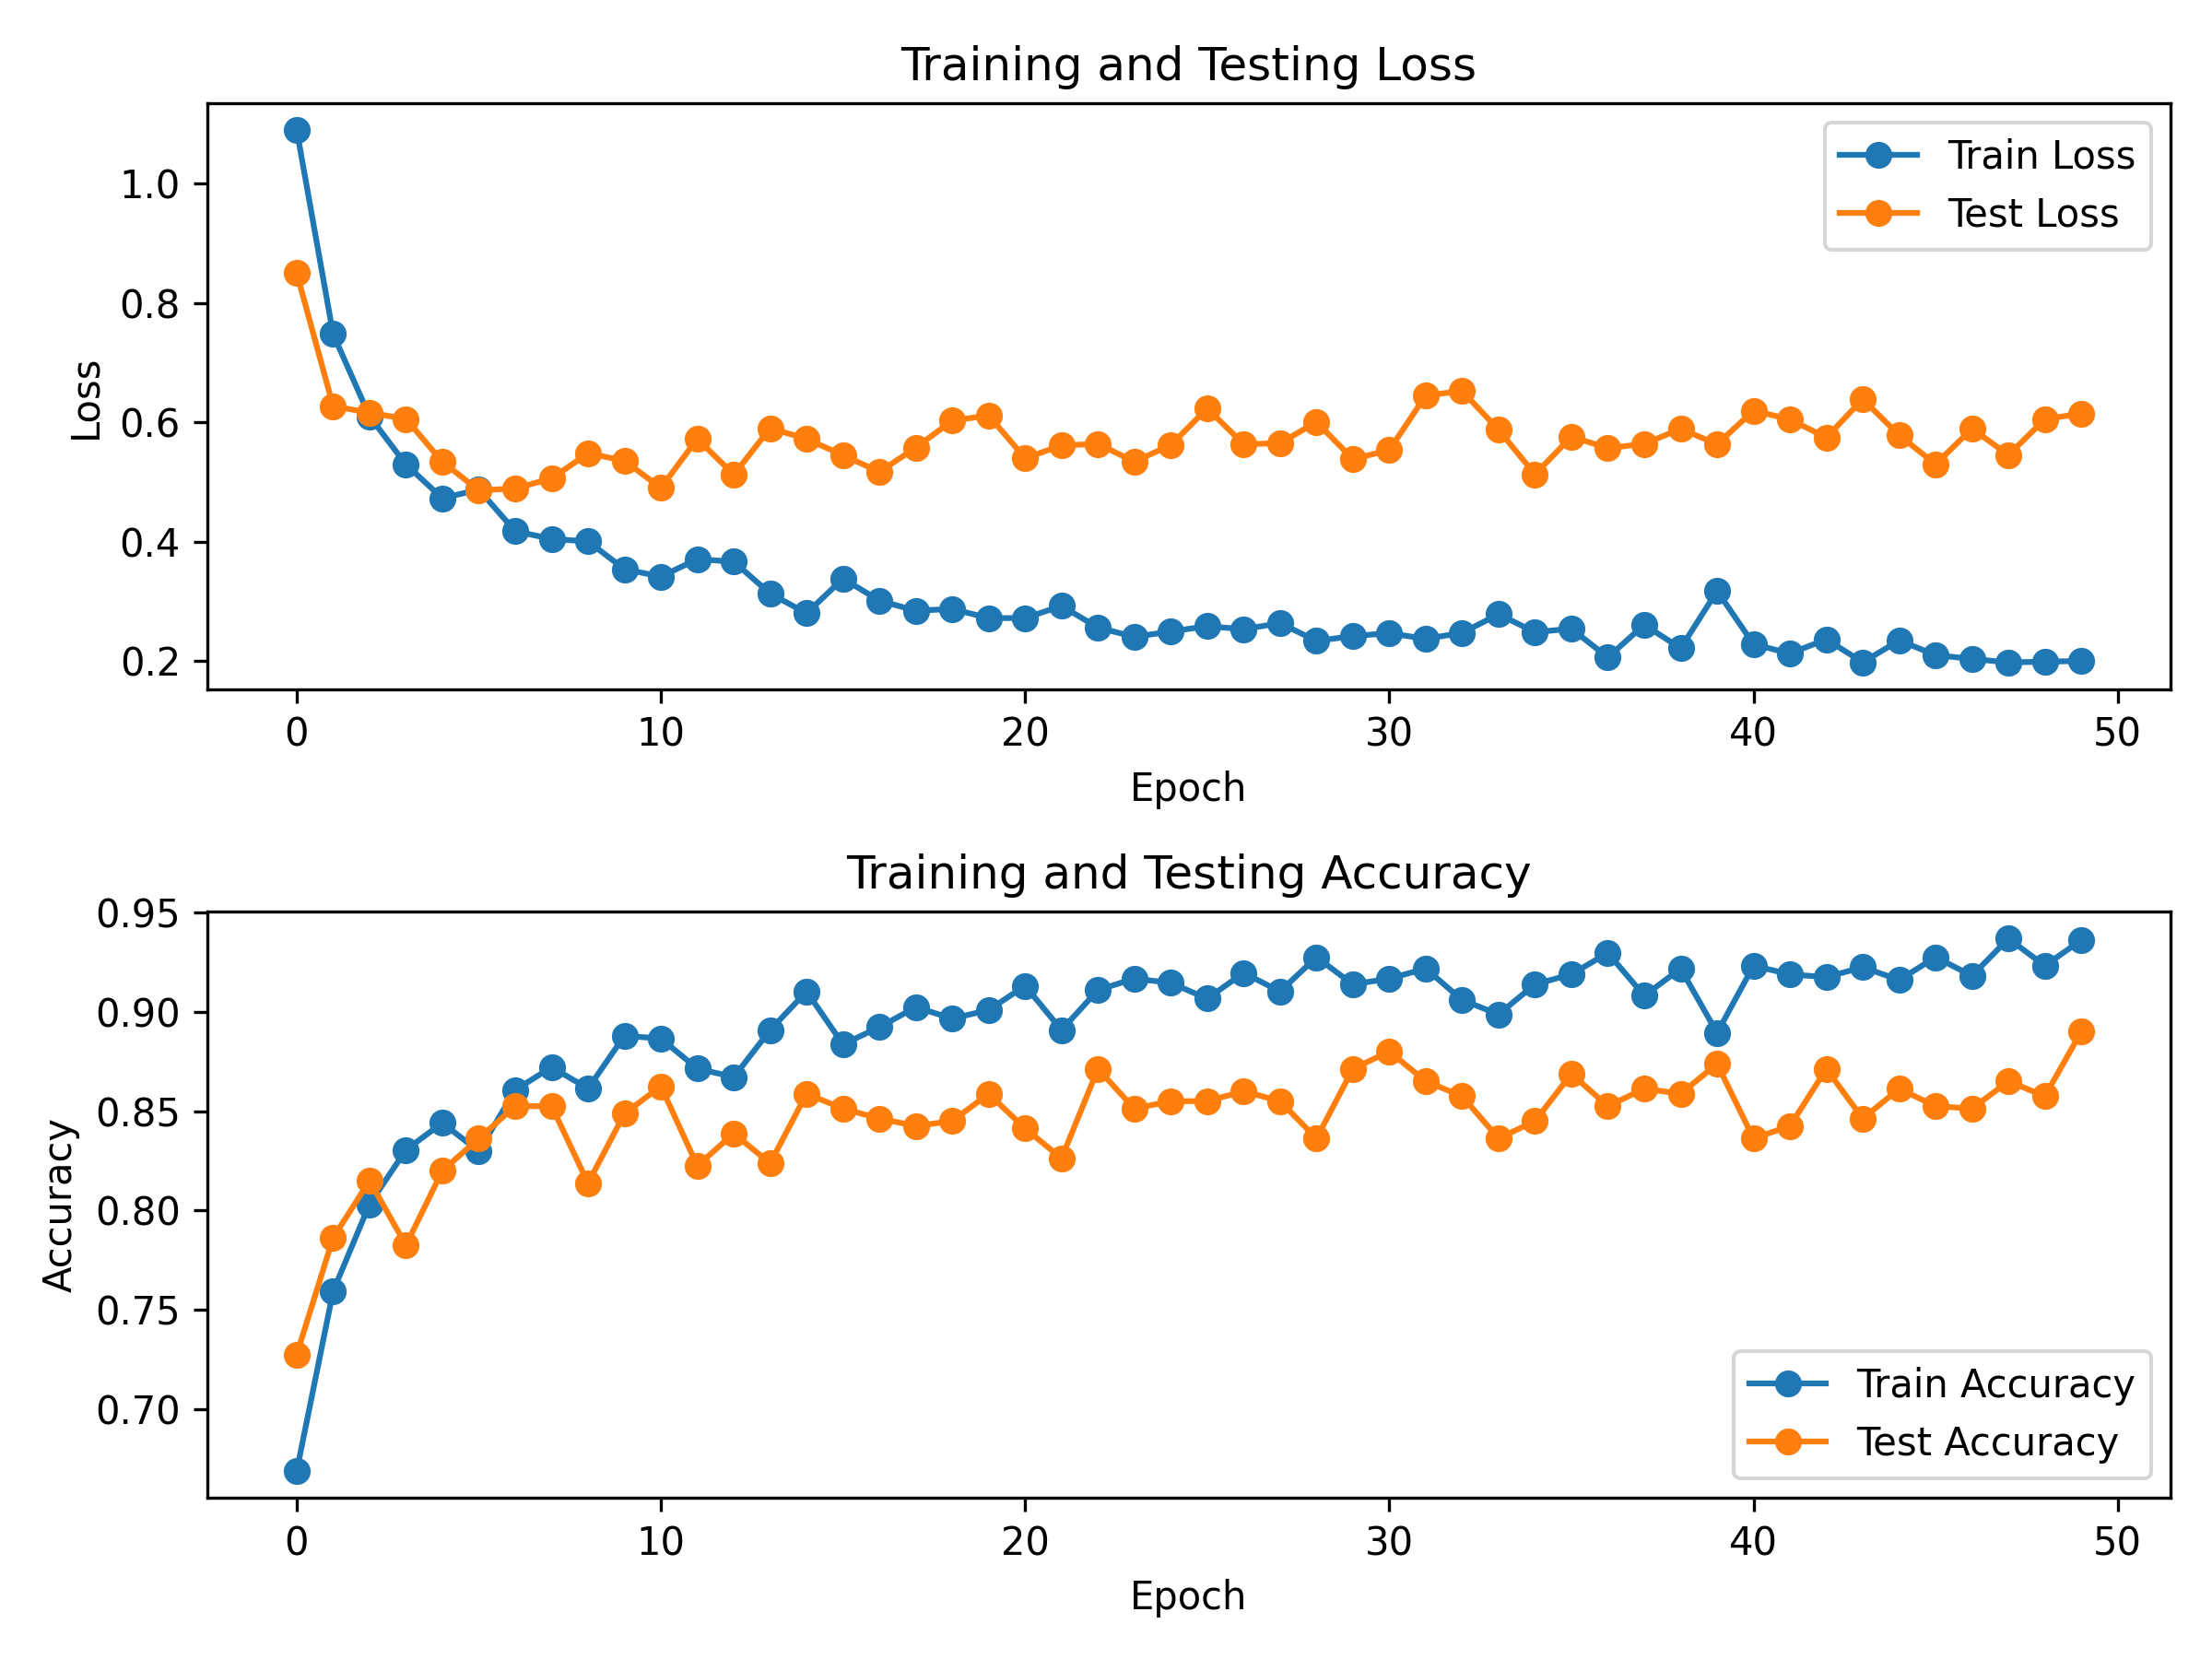 Training and Testing Loss
1.0
0.8
0.6
0.4
0.2
Loss
Train Loss
Test Loss
0 10 20 30 40 50
Epoch
Training and Testing Accuracy
0.95
0.90
0.85
0.80
0.75
0.70
Accuracy
Train Accuracy
Test Accuracy
0 10 20 30 40 50
Epoch